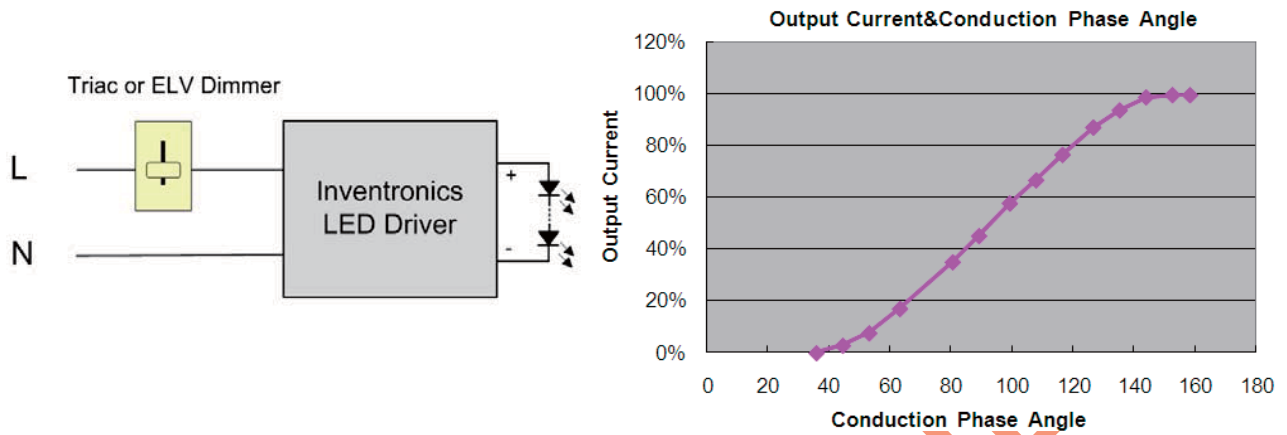 Triac or ELV Dimmer
L
N
Inventronics
LED Driver
+
-
Output Current&Conduction Phase Angle
Output Current
120%
100%
80%
60%
40%
20%
0%
0 20 40 60 80 100 120 140 160 180
Conduction Phase Angle